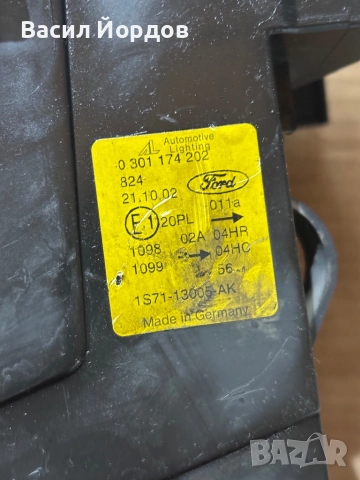 Васил Йордов
AL Automotive
Lighting
0 301 174 202
824
21.10.02
Ford
E1
20PL
011a
02A 04HR
1098
04HC
1099
1S71-13005-AK
Made in Germany
BAZAR